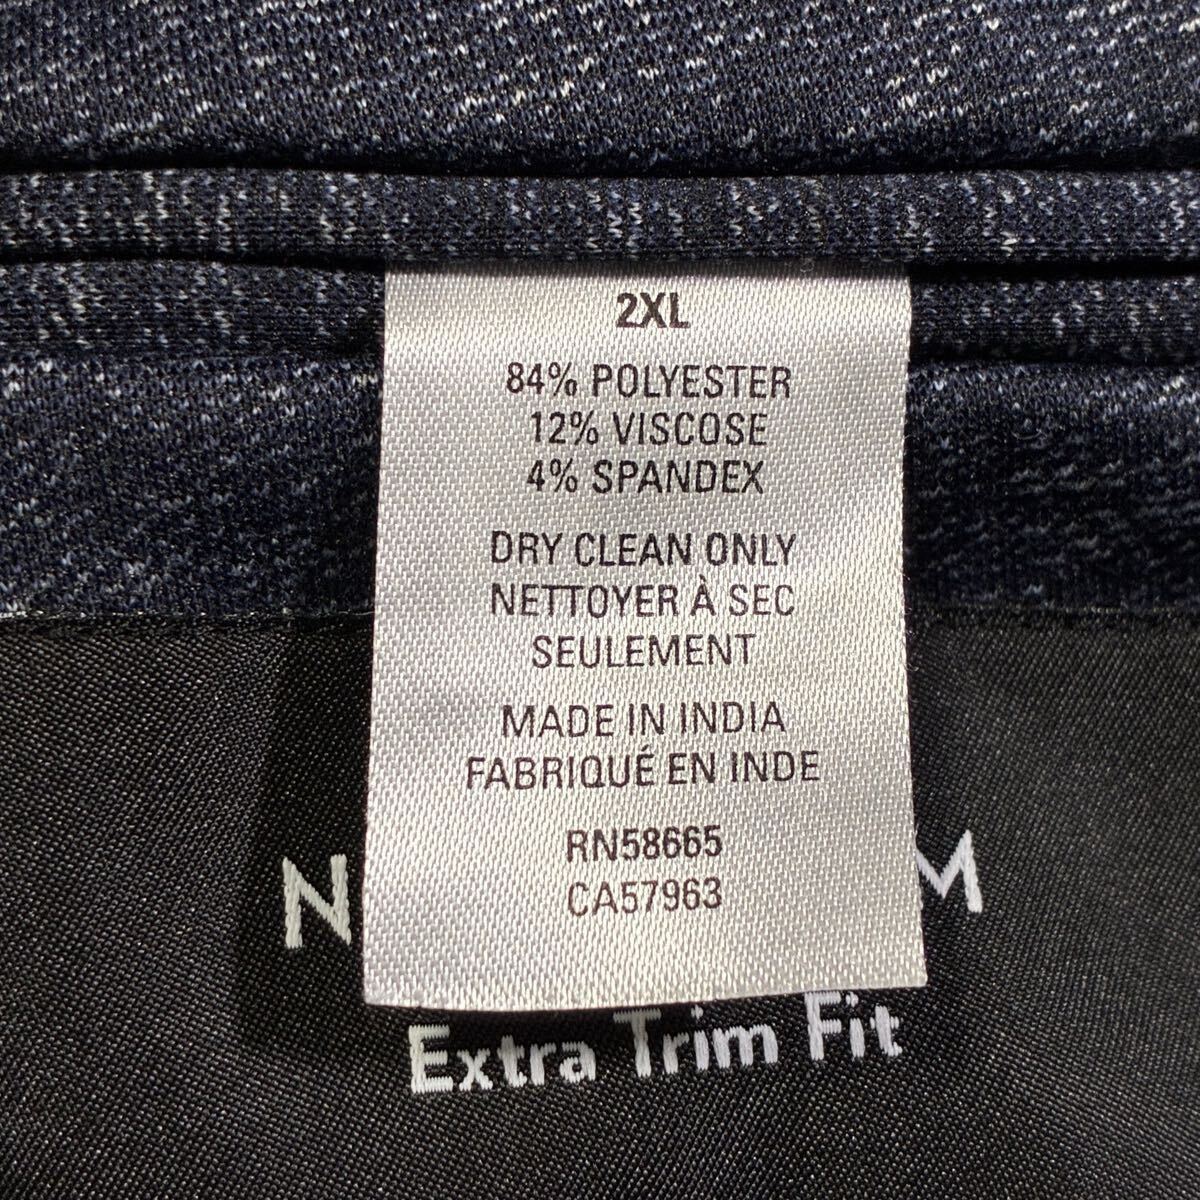 2XL
84% POLYESTER
12% VISCOSE
4% SPANDEX
DRY CLEAN ONLY
NETTOYER À SEC
SEULEMENT
MADE IN INDIA
FABRIQUÉ EN INDE
RN58665
CA57963
Extra Trim Fit